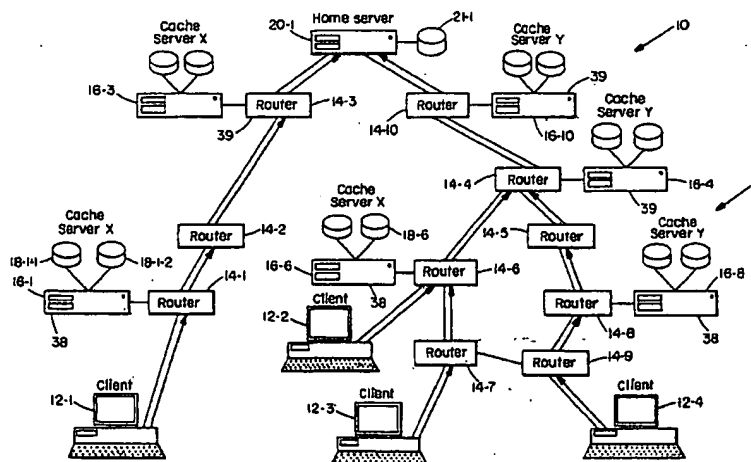 Home server
20-1
21-1
10
Cache
Server X
Cache
Server Y
39
16-3
Router
14-3
39
Router
14-10
16-10
Cache
Server Y
14-4
Router
16-4
39
Cache
Server X
Router
14-2
Cache
Server X
18-6
14-5
Router
Cache
Server Y
18-1-1
18-1-2
16-1
Router
14-1
38
16-6
Router
14-6
38
16-8
Router
14-8
38
Client
12-2
Router
14-7
Router
14-9
Client
12-1
Client
12-3
Client
12-4